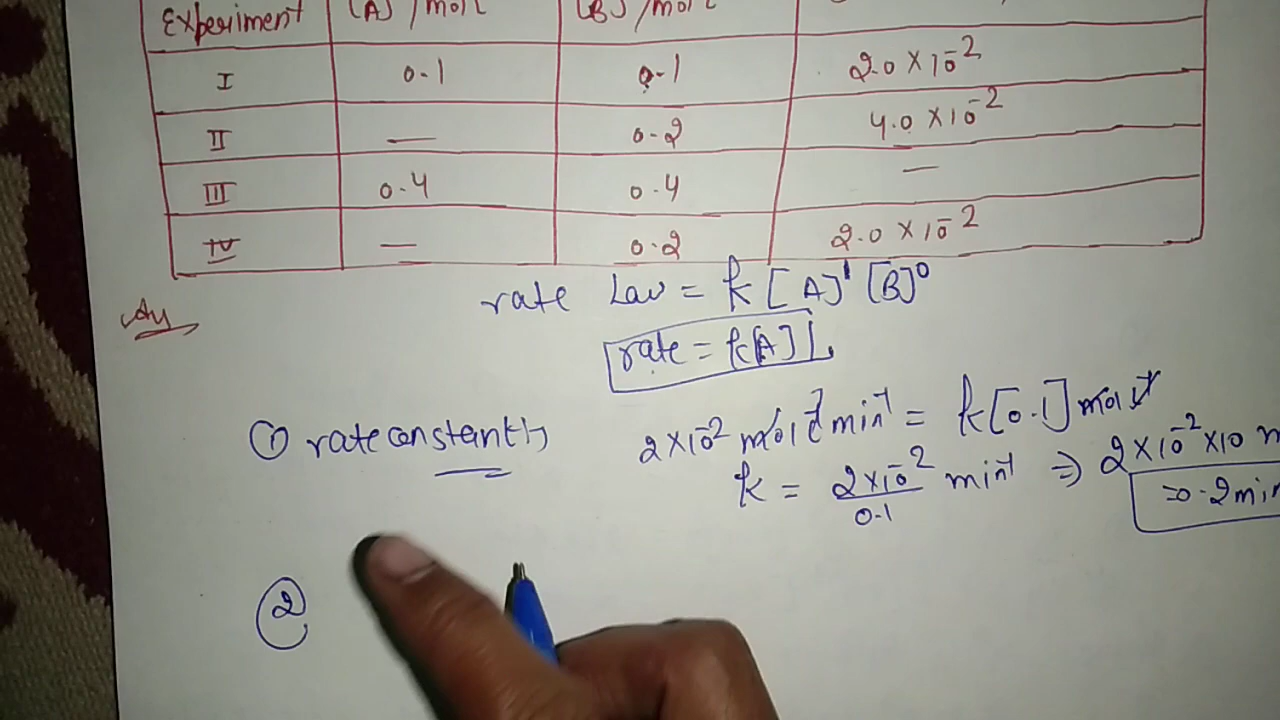 Experiment [A] / mol L [B] / mol L
I 0.1 0.1 2.0 × 10⁻²
II — 0.2 4.0 × 10⁻²
III 0.4 0.4 —
IV — 0.2 2.0 × 10⁻²
rate Law = k [A]¹ [B]⁰
Ans
rate = k[A]
① rate constant 2×10⁻² mol L⁻¹ min⁻¹ = k[0.1] mol L⁻¹
k = 2×10⁻²/0.1 min⁻¹ ⇒ 2×10⁻²×10 m
=0.2 min
②